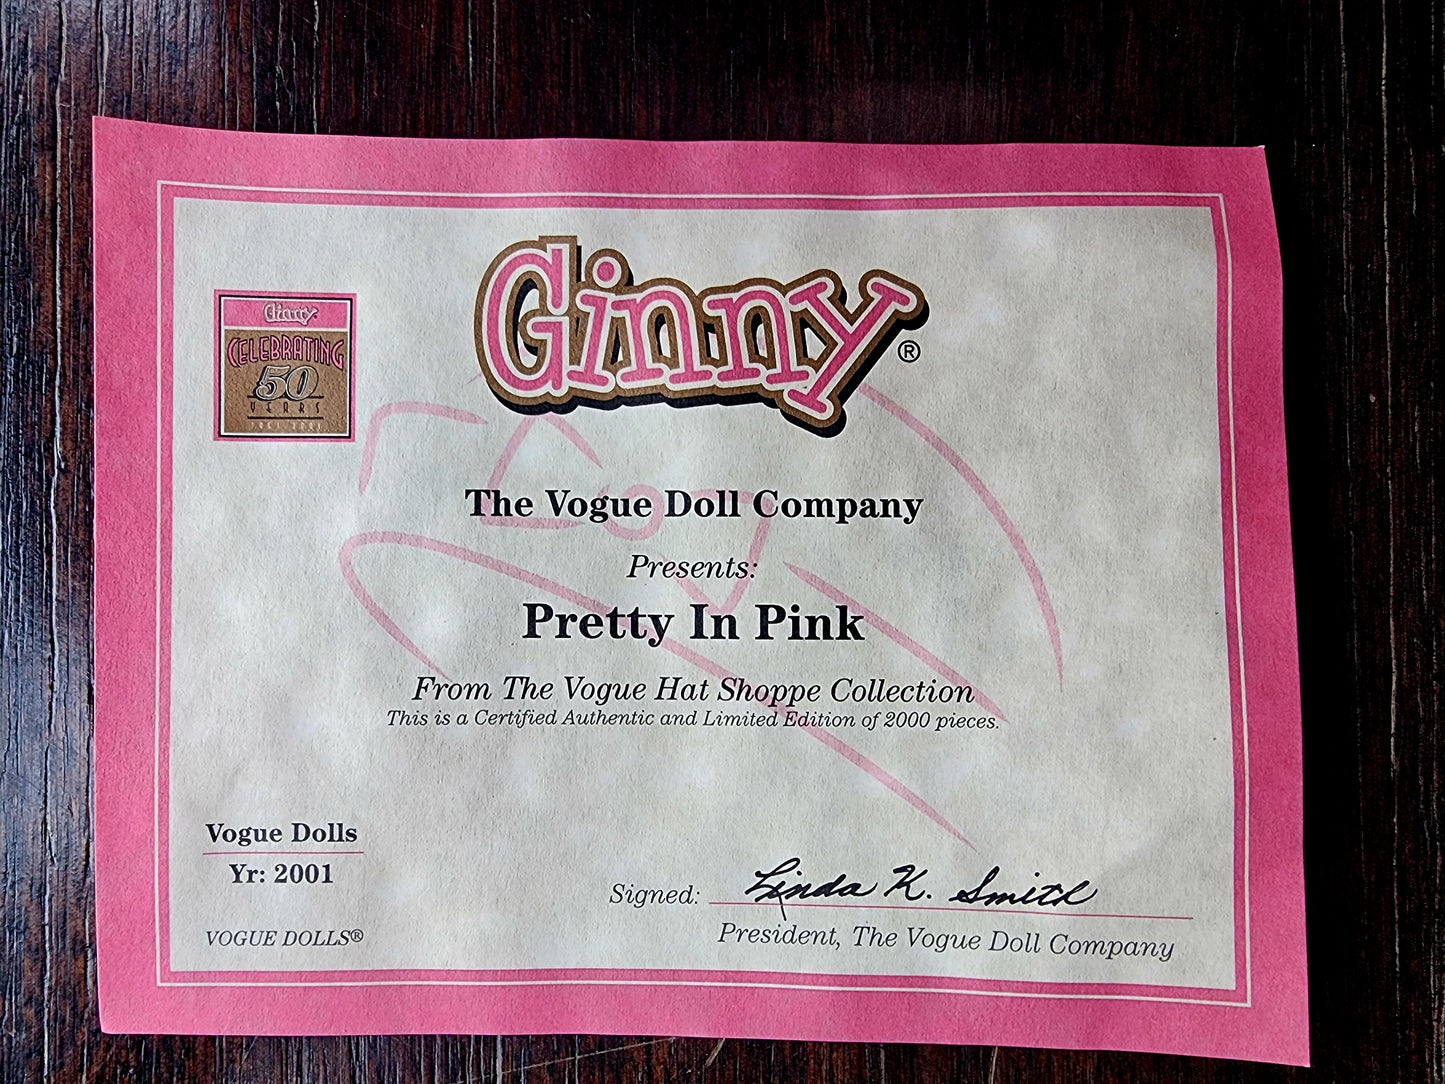 Ginny®
Ginny
CELEBRATING
50
YEARS
The Vogue Doll Company
Presents:
Pretty In Pink
From The Vogue Hat Shoppe Collection
This is a Certified Authentic and Limited Edition of 2000 pieces.
Vogue Dolls
Yr: 2001
VOGUE DOLLS®
Signed: Linda K. Smith
President, The Vogue Doll Company